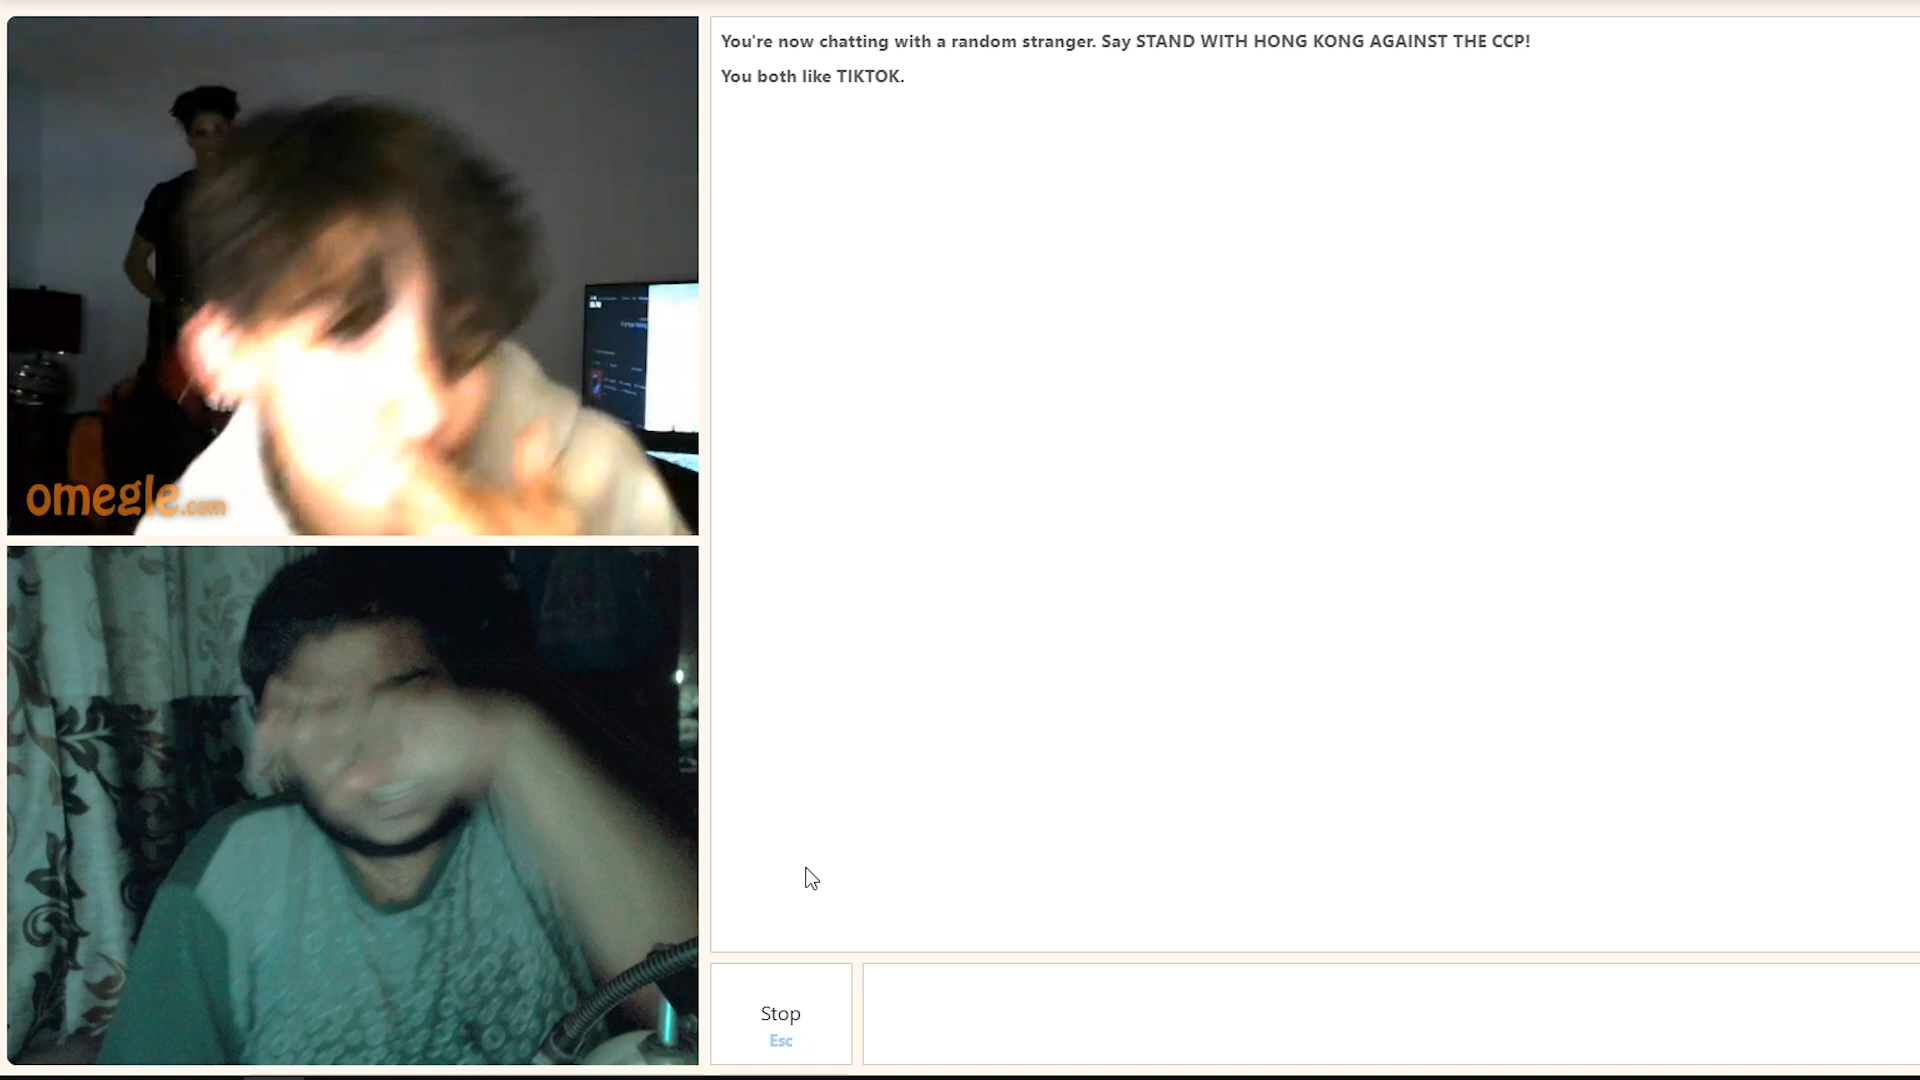 You're now chatting with a random stranger. Say STAND WITH HONG KONG AGAINST THE CCP!
You both like TIKTOK.
omegle.com
Stop
Esc